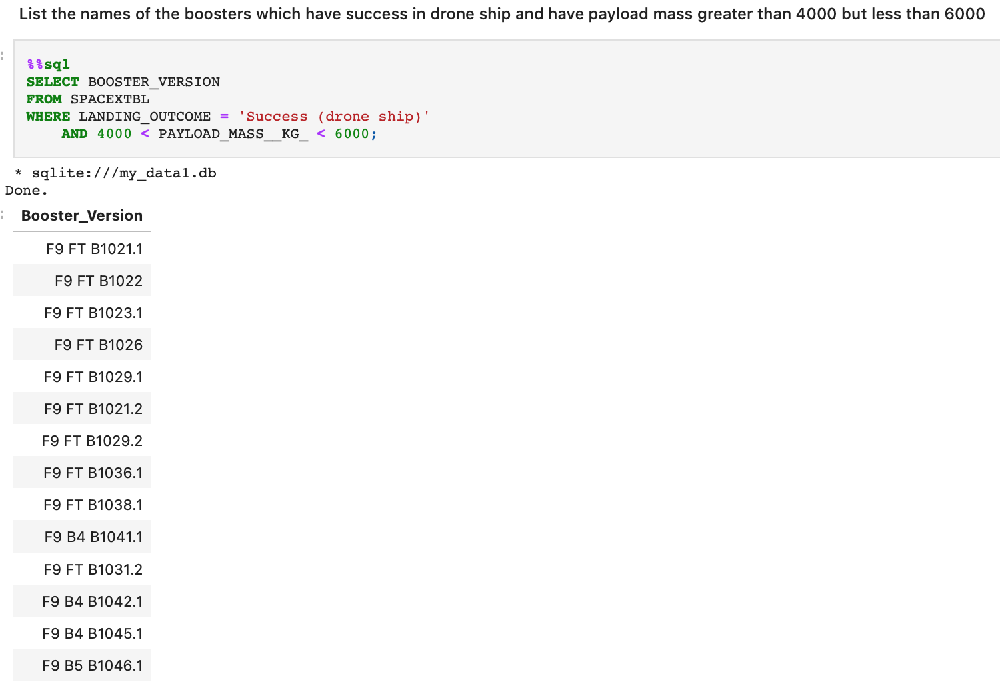 List the names of the boosters which have success in drone ship and have payload mass greater than 4000 but less than 6000
:
%%sql
SELECT BOOSTER_VERSION
FROM SPACEXTBL
WHERE LANDING_OUTCOME = 'Success (drone ship)'
    AND 4000 < PAYLOAD_MASS__KG_ < 6000;
* sqlite:///my_data1.db
Done.
: Booster_Version
F9 FT B1021.1
F9 FT B1022
F9 FT B1023.1
F9 FT B1026
F9 FT B1029.1
F9 FT B1021.2
F9 FT B1029.2
F9 FT B1036.1
F9 FT B1038.1
F9 B4 B1041.1
F9 FT B1031.2
F9 B4 B1042.1
F9 B4 B1045.1
F9 B5 B1046.1